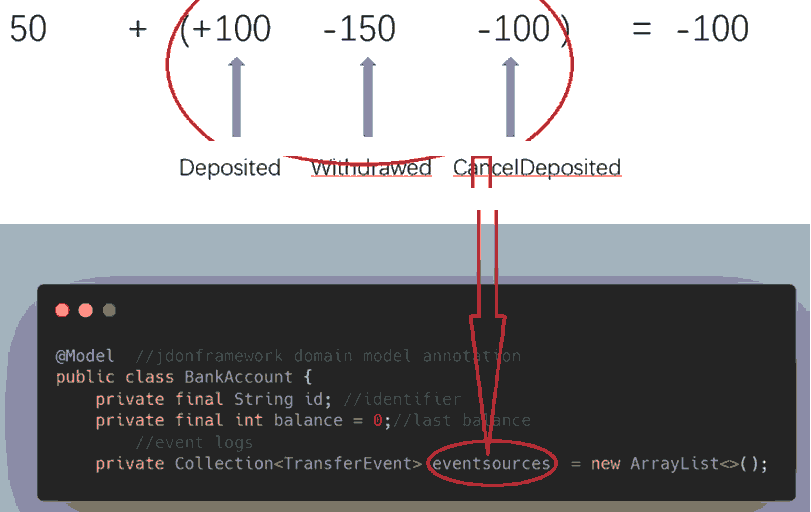 50 + (+100 -150 -100 ) = -100
Deposited Withdrawed CancelDeposited
@Model //jdonframework domain model annotation
public class BankAccount {
private final String id; //identifier
private final int balance = 0;//last balance
//event logs
private Collection<TransferEvent> eventsources = new ArrayList<>();